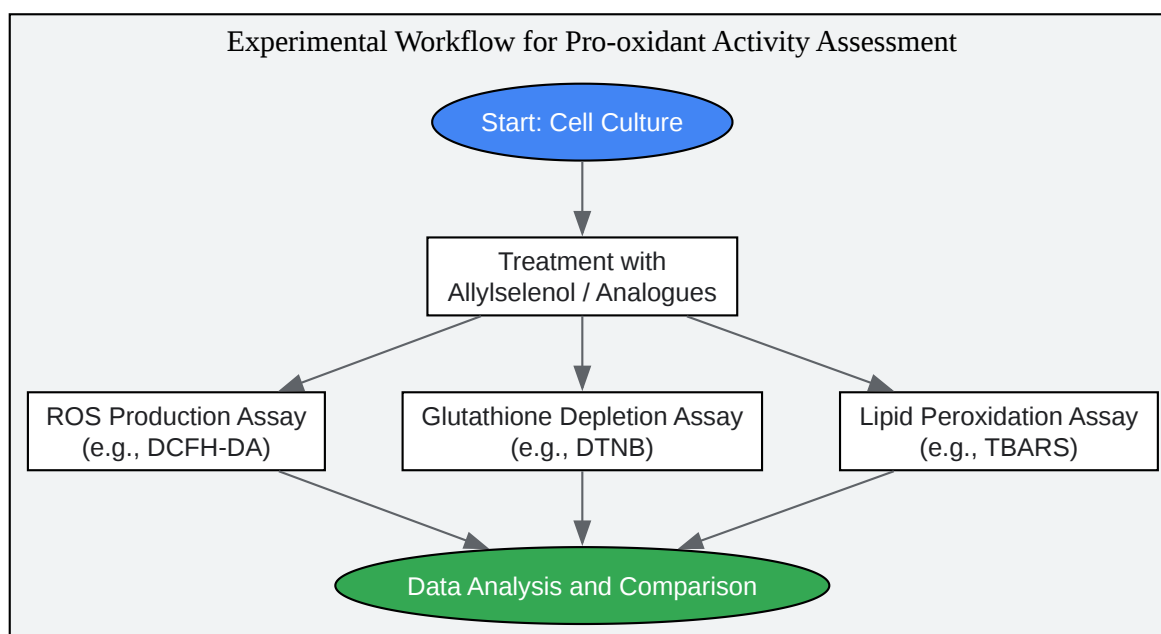 Experimental Workflow for Pro-oxidant Activity Assessment
Start: Cell Culture
Treatment with
Allylselenol / Analogues
ROS Production Assay
(e.g., DCFH-DA)
Glutathione Depletion Assay
(e.g., DTNB)
Lipid Peroxidation Assay
(e.g., TBARS)
Data Analysis and Comparison